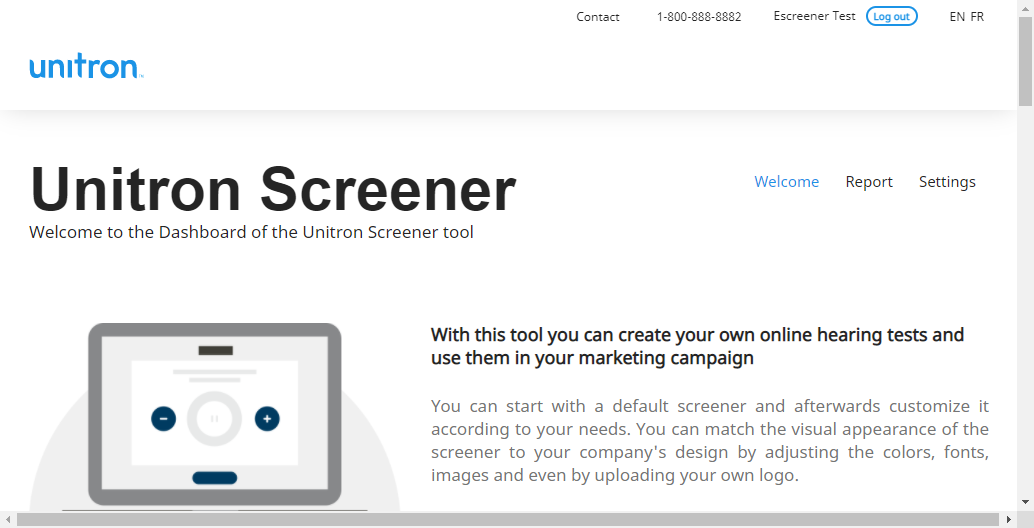 Contact 1-800-888-8882 Escreener Test Log out EN FR
unitron
Unitron Screener
Welcome Report Settings
Welcome to the Dashboard of the Unitron Screener tool
With this tool you can create your own online hearing tests and
use them in your marketing campaign
You can start with a default screener and afterwards customize it
according to your needs. You can match the visual appearance of the
screener to your company's design by adjusting the colors, fonts,
images and even by uploading your own logo.